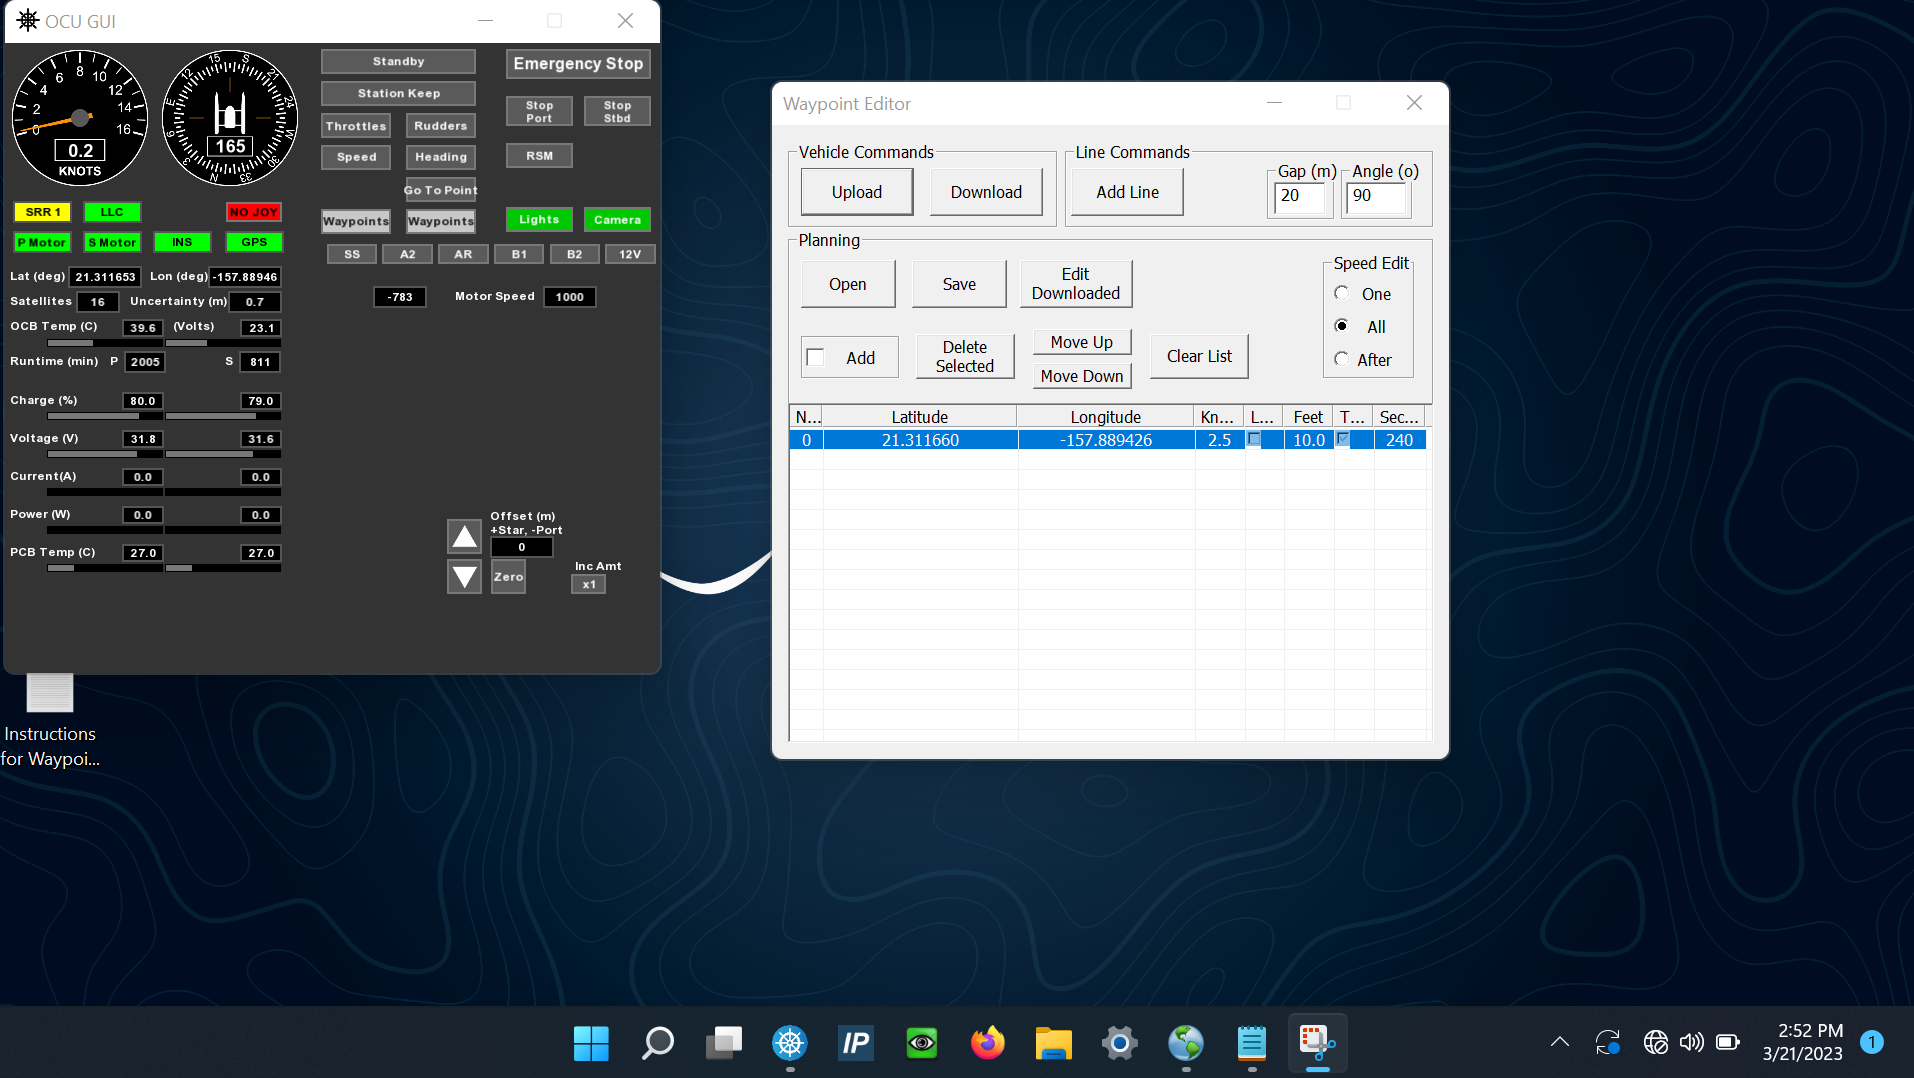 OCU GUI
0 2 4 6 8 10 12 14 16
0.2
KNOTS
15 S 21 24 W 30 33 N 3 6 E
165
Standby
Station Keep
Throttles Rudders
Speed Heading
Go To Point
Waypoints Waypoints
Emergency Stop
Stop Port
Stop Stbd
RSM
Lights Camera
SS A2 AR B1 B2 12V
-783 Motor Speed 1000
SRR 1 LLC NO JOY
P Motor S Motor INS GPS
Lat (deg) 21.311653 Lon (deg) -157.88946
Satellites 16 Uncertainty (m) 0.7
OCB Temp (C) 39.6 (Volts) 23.1
Runtime (min) P 2005 S 811
Charge (%) 80.0 79.0
Voltage (V) 31.8 31.6
Current(A) 0.0 0.0
Power (W) 0.0 0.0
PCB Temp (C) 27.0 27.0
Offset (m)
+Star, -Port
0
Zero
Inc Amt
x1
Instructions
for Waypoi...
Waypoint Editor
Vehicle Commands
Upload Download
Line Commands
Add Line
Gap (m)
20
Angle (o)
90
Planning
Open Save
Edit
Downloaded
Add
Delete
Selected
Move Up
Move Down
Clear List
Speed Edit
One
All
After
N... Latitude Longitude Kn... L... Feet T... Sec...
0 21.311660 -157.889426 2.5 10.0 240
IP
2:52 PM
3/21/2023
1